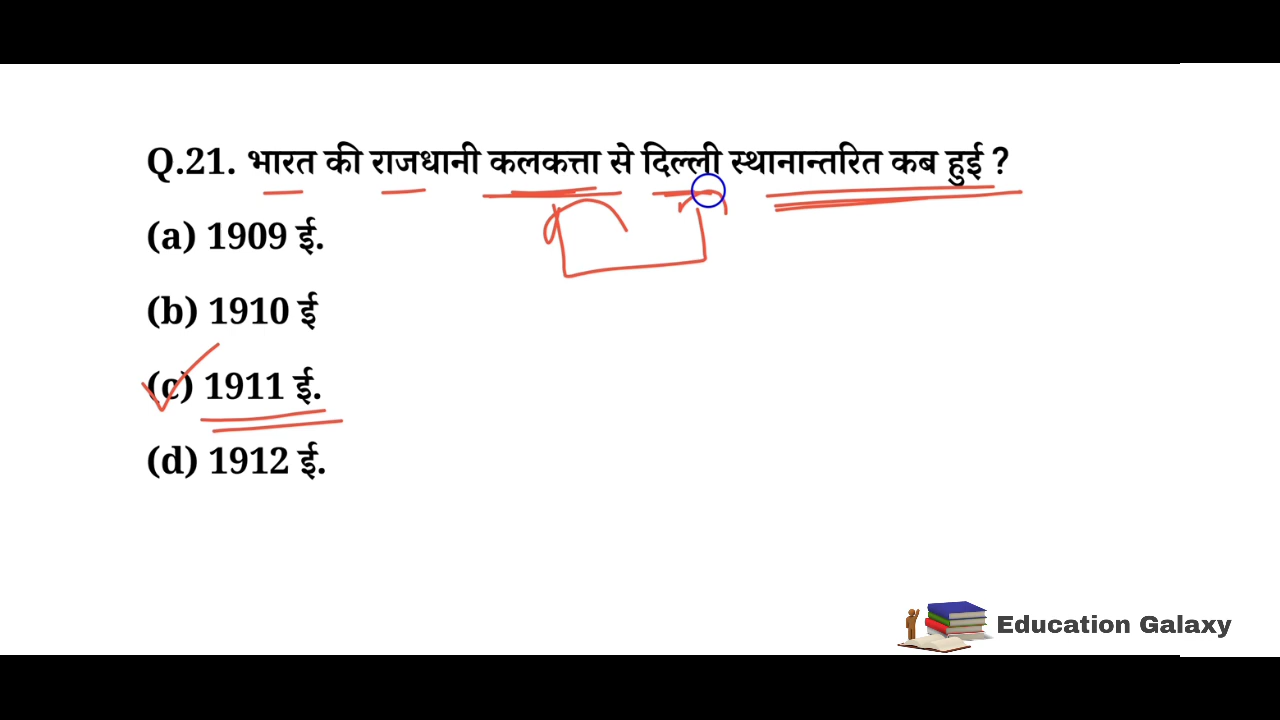 Q.21. भारत की राजधानी कलकत्ता से दिल्ली स्थानान्तरित कब हुई ?
(a) 1909 ई.
(b) 1910 ई
(c) 1911 ई.
(d) 1912 ई.
Education Galaxy